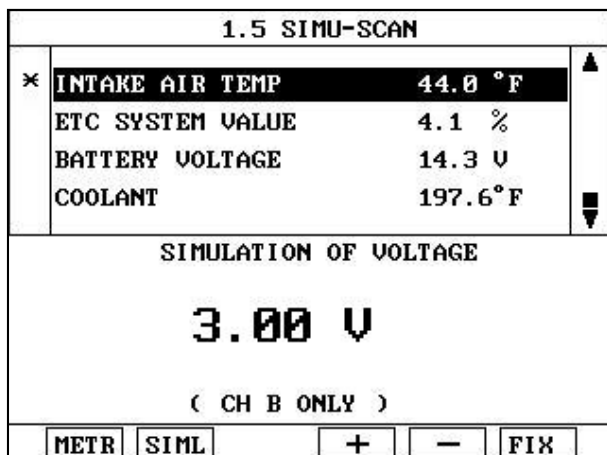 1.5 SIMU-SCAN
* INTAKE AIR TEMP 44.0 °F
ETC SYSTEM VALUE 4.1 %
BATTERY VOLTAGE 14.3 V
COOLANT 197.6°F
SIMULATION OF VOLTAGE
3.00 V
( CH B ONLY )
METR SIML + - FIX